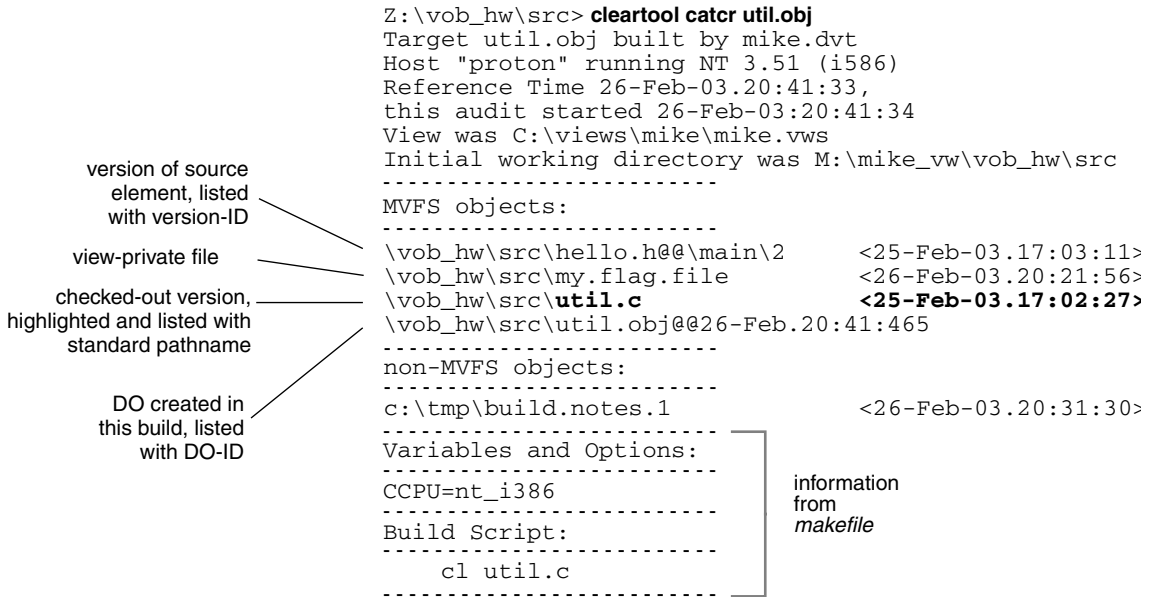 Z:\vob_hw\src> cleartool catcr util.obj
Target util.obj built by mike.dvt
Host "proton" running NT 3.51 (i586)
Reference Time 26-Feb-03.20:41:33,
this audit started 26-Feb-03:20:41:34
View was C:\views\mike\mike.vws
Initial working directory was M:\mike_vw\vob_hw\src
---------------------------
MVFS objects:
---------------------------
version of source
element, listed
with version-ID
\vob_hw\src\hello.h@@\main\2 <25-Feb-03.17:03:11>
view-private file
\vob_hw\src\my.flag.file <26-Feb-03.20:21:56>
checked-out version,
highlighted and listed with
standard pathname
\vob_hw\src\util.c <25-Feb-03.17:02:27>
\vob_hw\src\util.obj@@26-Feb.20:41:465
---------------------------
non-MVFS objects:
---------------------------
DO created in
this build, listed
with DO-ID
c:\tmp\build.notes.1 <26-Feb-03.20:31:30>
---------------------------
Variables and Options:
---------------------------
CCPU=nt_i386
---------------------------
Build Script:
---------------------------
cl util.c
---------------------------
information
from
makefile